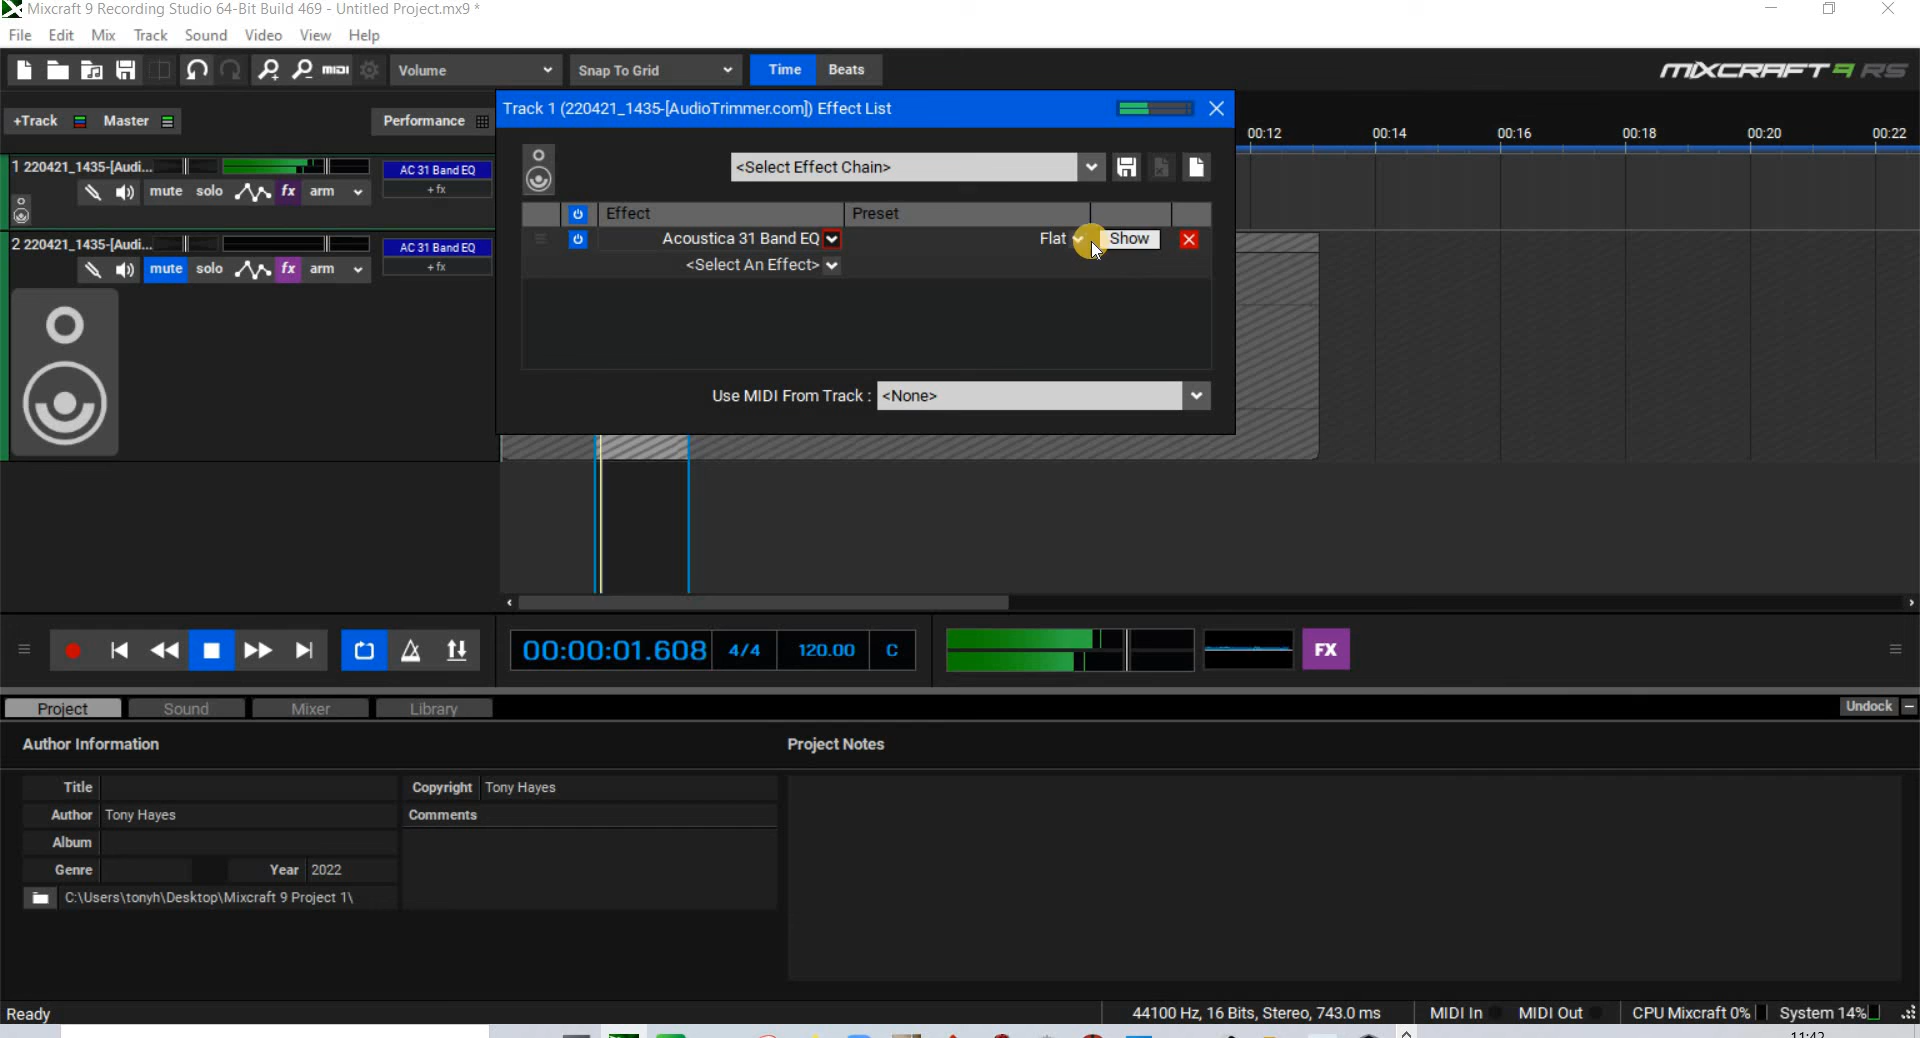 Mixcraft 9 Recording Studio 64-Bit Build 469 - Untitled Project.mx9 *
File Edit Mix Track Sound Video View Help
MIDI Volume Snap To Grid Time Beats MIXCRAFT 9 RS
Track 1 (220421_1435-[AudioTrimmer.com]) Effect List
+Track Master Performance
00:12 00:14 00:16 00:18 00:20 00:22
<Select Effect Chain>
1 220421_1435-[Audi... AC 31 Band EQ
mute solo fx arm +fx
Effect Preset
Acoustica 31 Band EQ Flat Show
2 220421_1435-[Audi... AC 31 Band EQ
mute solo fx arm +fx
<Select An Effect>
Use MIDI From Track : <None>
00:00:01.608 4/4 120.00 C FX
Project Sound Mixer Library Undock
Author Information Project Notes
Title Copyright Tony Hayes
Author Tony Hayes Comments
Album
Genre Year 2022
C:\Users\tonyh\Desktop\Mixcraft 9 Project 1\
Ready 44100 Hz, 16 Bits, Stereo, 743.0 ms MIDI In MIDI Out CPU Mixcraft 0% System 14%